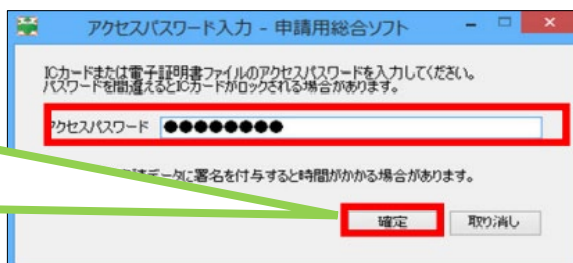 アクセスパスワード入力 - 申請用総合ソフト
ICカードまたは電子証明書ファイルのアクセスパスワードを入力してください。
パスワードを間違えるとICカードがロックされる場合があります。
アクセスパスワード ●●●●●●●●
データに署名を付与すると時間がかかる場合があります。
確定 取り消し